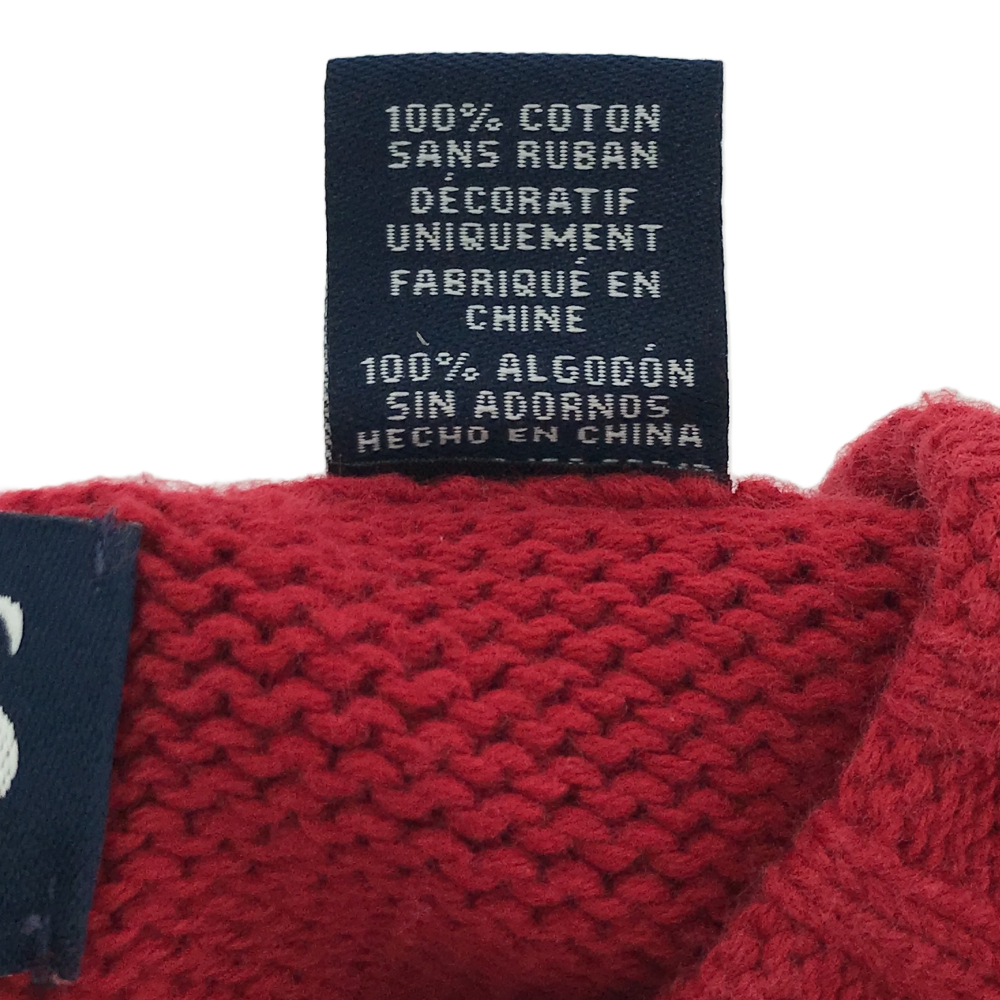 100% COTON
SANS RUBAN
DÉCORATIF
UNIQUEMENT
FABRIQUÉ EN
CHINE
100% ALGODÓN
SIN ADORNOS
HECHO EN CHINA